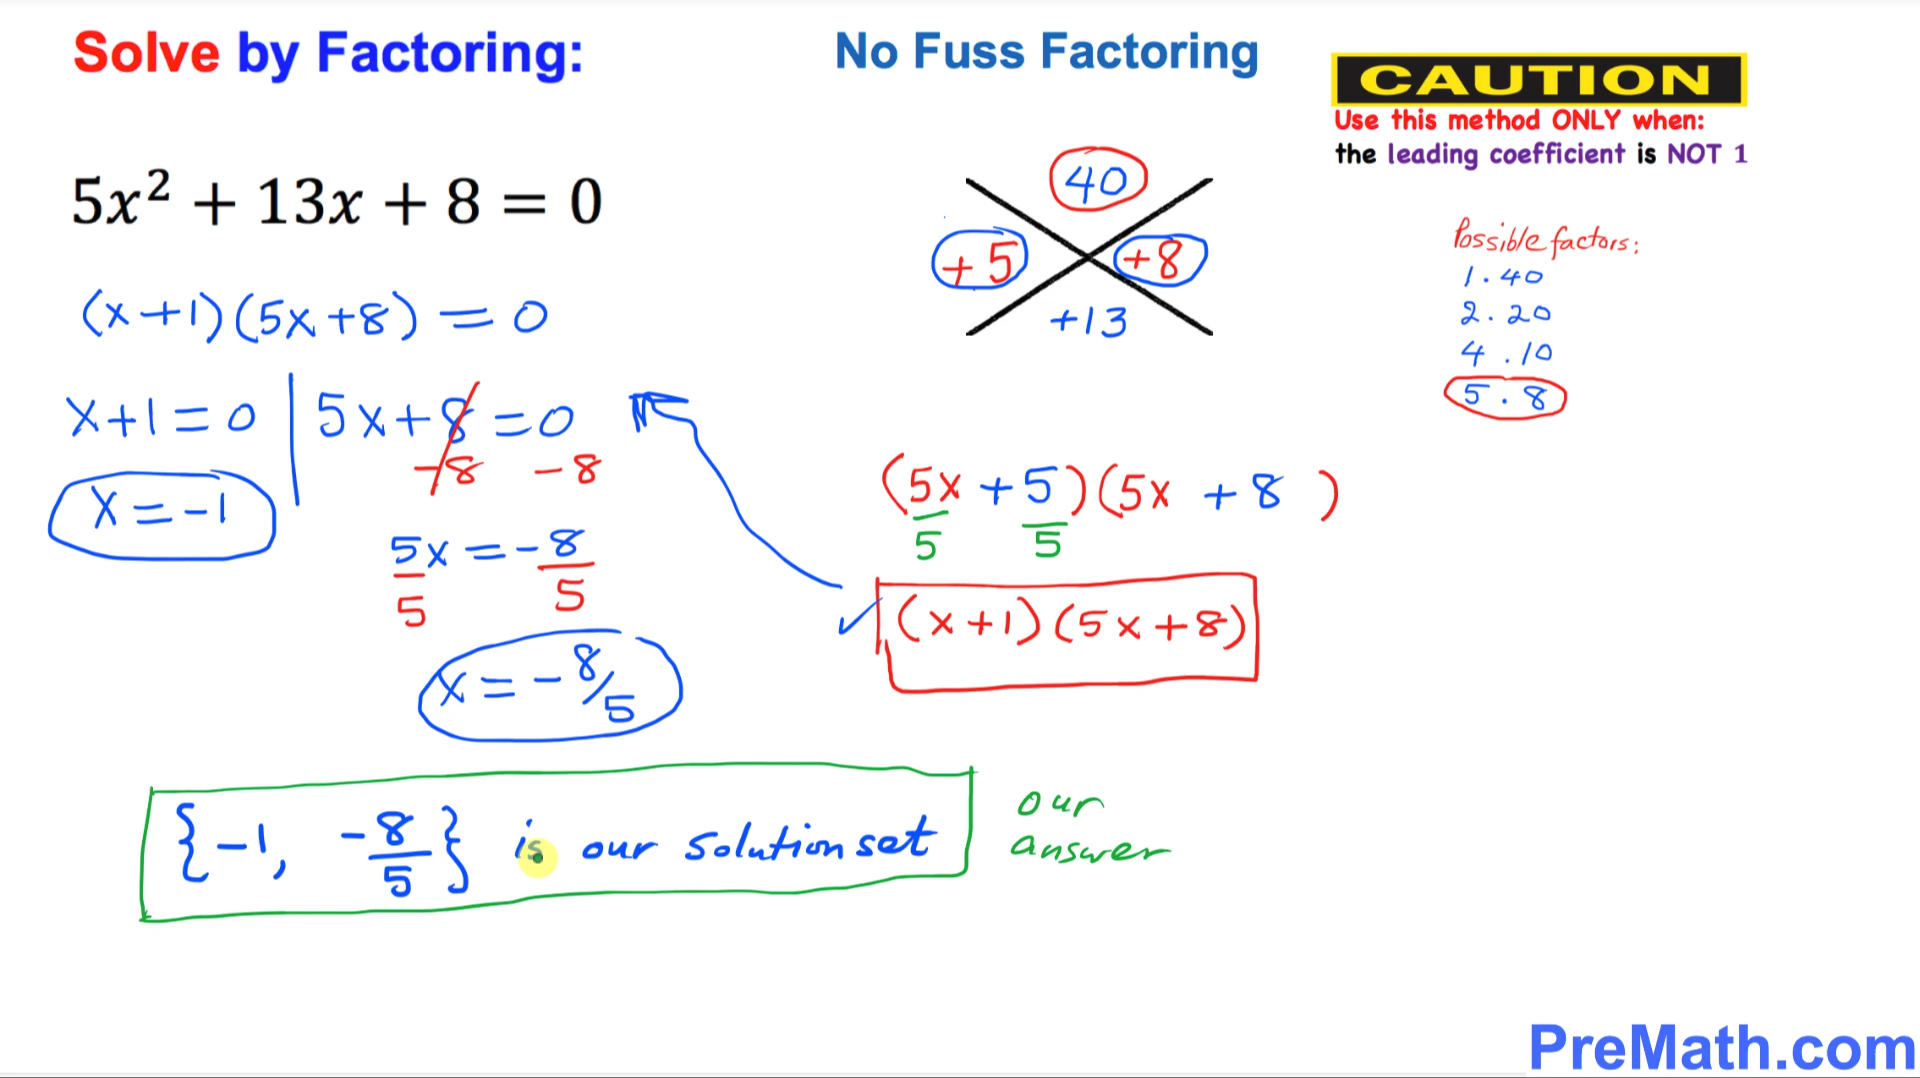 Solve by Factoring:
5x² + 13x + 8 = 0
(x+1)(5x+8) = 0
x+1=0 | 5x+8=0
-8 -8
x=-1
5x=-8
5 5
x=-8/5
{-1, -8/5} is our solution set
our
answer
No Fuss Factoring
40
+5 +8
+13
(5x +5)(5x +8 )
5 5
✓ (x+1)(5x+8)
CAUTION
Use this method ONLY when:
the leading coefficient is NOT 1
Possible factors:
1.40
2.20
4.10
5.8
PreMath.com